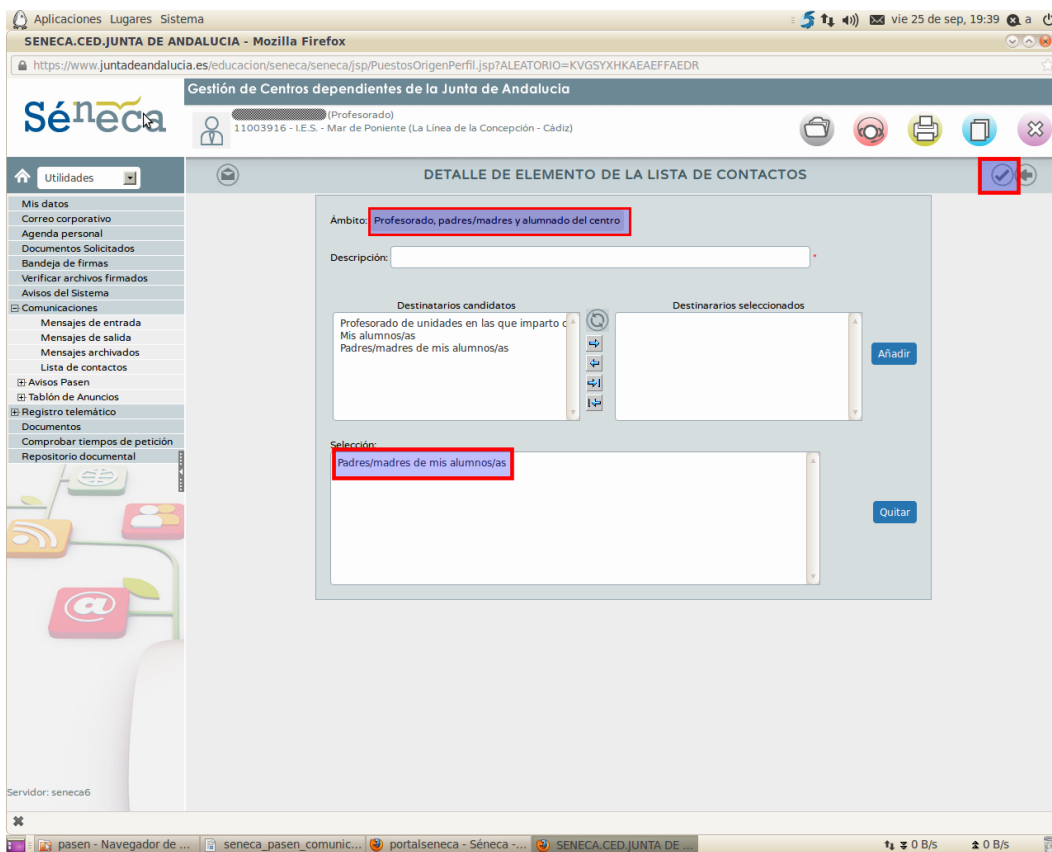 Aplicaciones Lugares Sistema
vie 25 de sep, 19:39 a
SENECA.CED.JUNTA DE ANDALUCIA - Mozilla Firefox
https://www.juntadeandalucia.es/educacion/seneca/seneca/jsp/PuestosOrigenPerfil.jsp?ALEATORIO=KVGSYXHKAEAEFFAEDR
Séneca
Gestión de Centros dependientes de la Junta de Andalucia
(Profesorado)
11003916 - I.E.S. - Mar de Poniente (La Línea de la Concepción - Cádiz)
Utilidades
DETALLE DE ELEMENTO DE LA LISTA DE CONTACTOS
Mis datos
Correo corporativo
Agenda personal
Documentos Solicitados
Bandeja de firmas
Verificar archivos firmados
Avisos del Sistema
Comunicaciones
Mensajes de entrada
Mensajes de salida
Mensajes archivados
Lista de contactos
Avisos Pasen
Tablón de Anuncios
Registro telemático
Documentos
Comprobar tiempos de petición
Repositorio documental
Ámbito: Profesorado, padres/madres y alumnado del centro
Descripción: *
Destinatarios candidatos
Profesorado de unidades en las que imparto c
Mis alumnos/as
Padres/madres de mis alumnos/as
Destinararios seleccionados
Añadir
Selección:
Padres/madres de mis alumnos/as
Quitar
Servidor: seneca6
pasen - Navegador de ... seneca_pasen_comunic... portalseneca - Séneca -... SENECA.CED.JUNTA DE ... 0 B/s 0 B/s